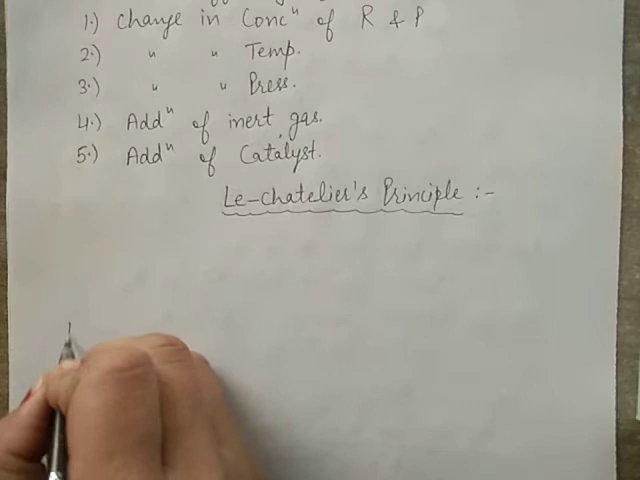 1.) Change in Concⁿ of R & P
2.) " " Temp.
3.) " " Press.
4.) Addⁿ of inert gas.
5.) Addⁿ of Catalyst.
Le-chatelier's Principle :-